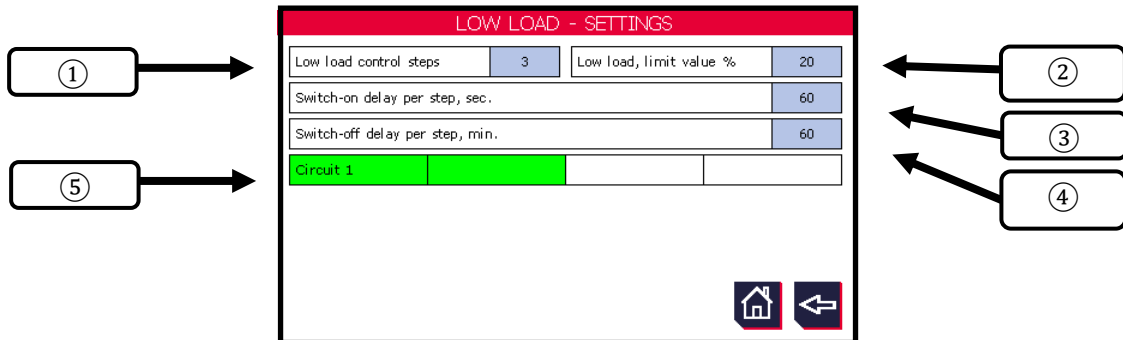 LOW LOAD - SETTINGS
① Low load control steps 3 Low load, limit value % 20 ②
Switch-on delay per step, sec. 60 ③
Switch-off delay per step, min. 60 ④
⑤ Circuit 1